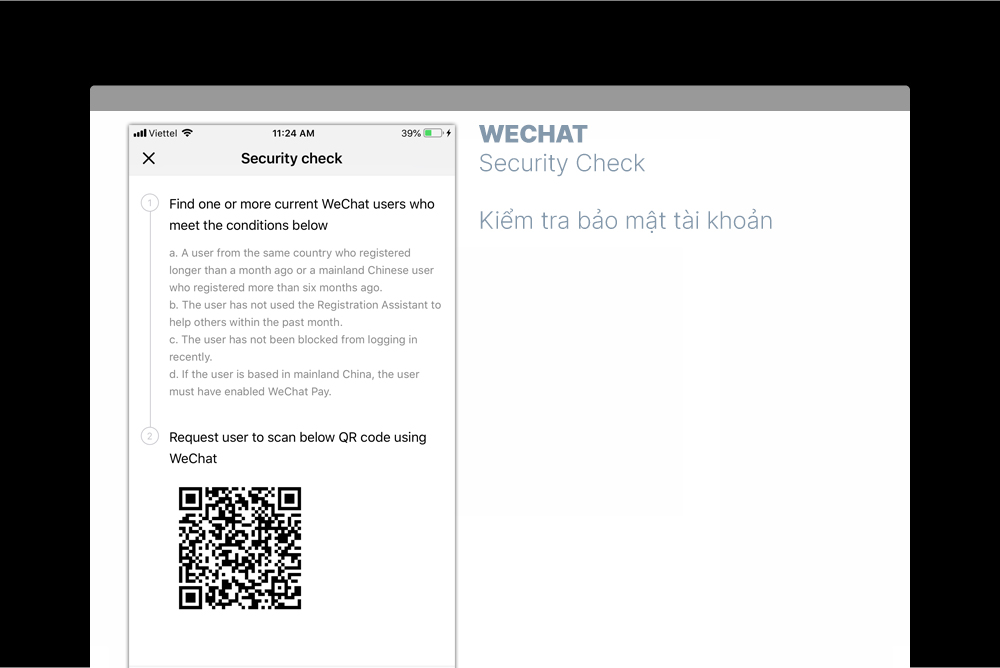 Viettel 11:24 AM 39%
Security check
1 Find one or more current WeChat users who
meet the conditions below
a. A user from the same country who registered
longer than a month ago or a mainland Chinese user
who registered more than six months ago.
b. The user has not used the Registration Assistant to
help others within the past month.
c. The user has not been blocked from logging in
recently.
d. If the user is based in mainland China, the user
must have enabled WeChat Pay.
2 Request user to scan below QR code using
WeChat
WECHAT
Security Check
Kiểm tra bảo mật tài khoản